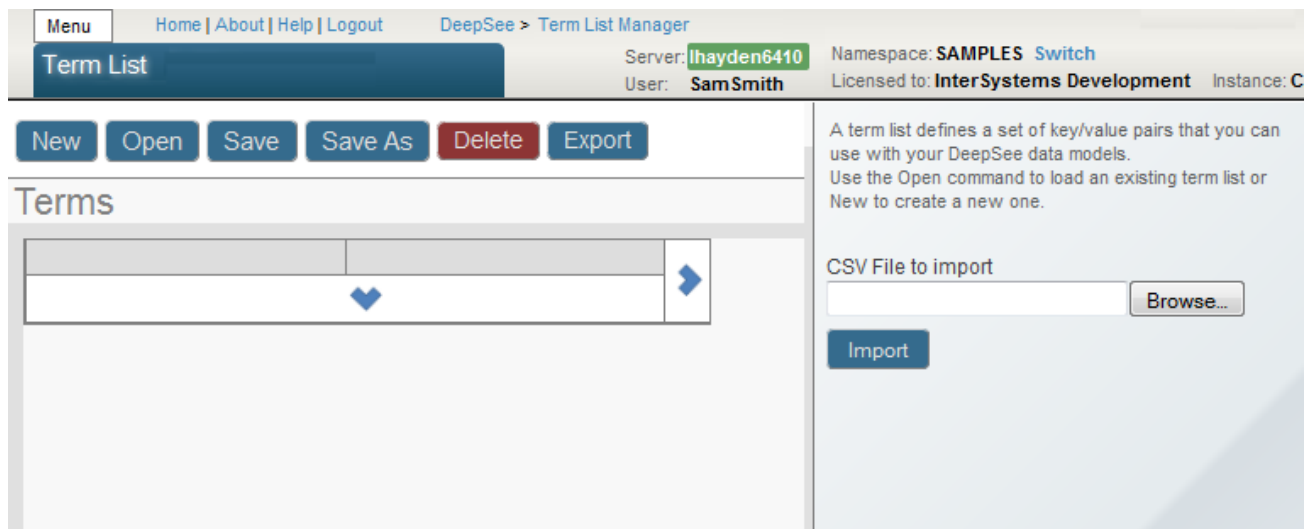 Menu
Home | About | Help | Logout
DeepSee > Term List Manager
Term List
Server: lhayden6410
User: SamSmith
Namespace: SAMPLES Switch
Licensed to: InterSystems Development Instance: C
New Open Save Save As Delete Export
Terms
A term list defines a set of key/value pairs that you can
use with your DeepSee data models.
Use the Open command to load an existing term list or
New to create a new one.
CSV File to import
Browse...
Import